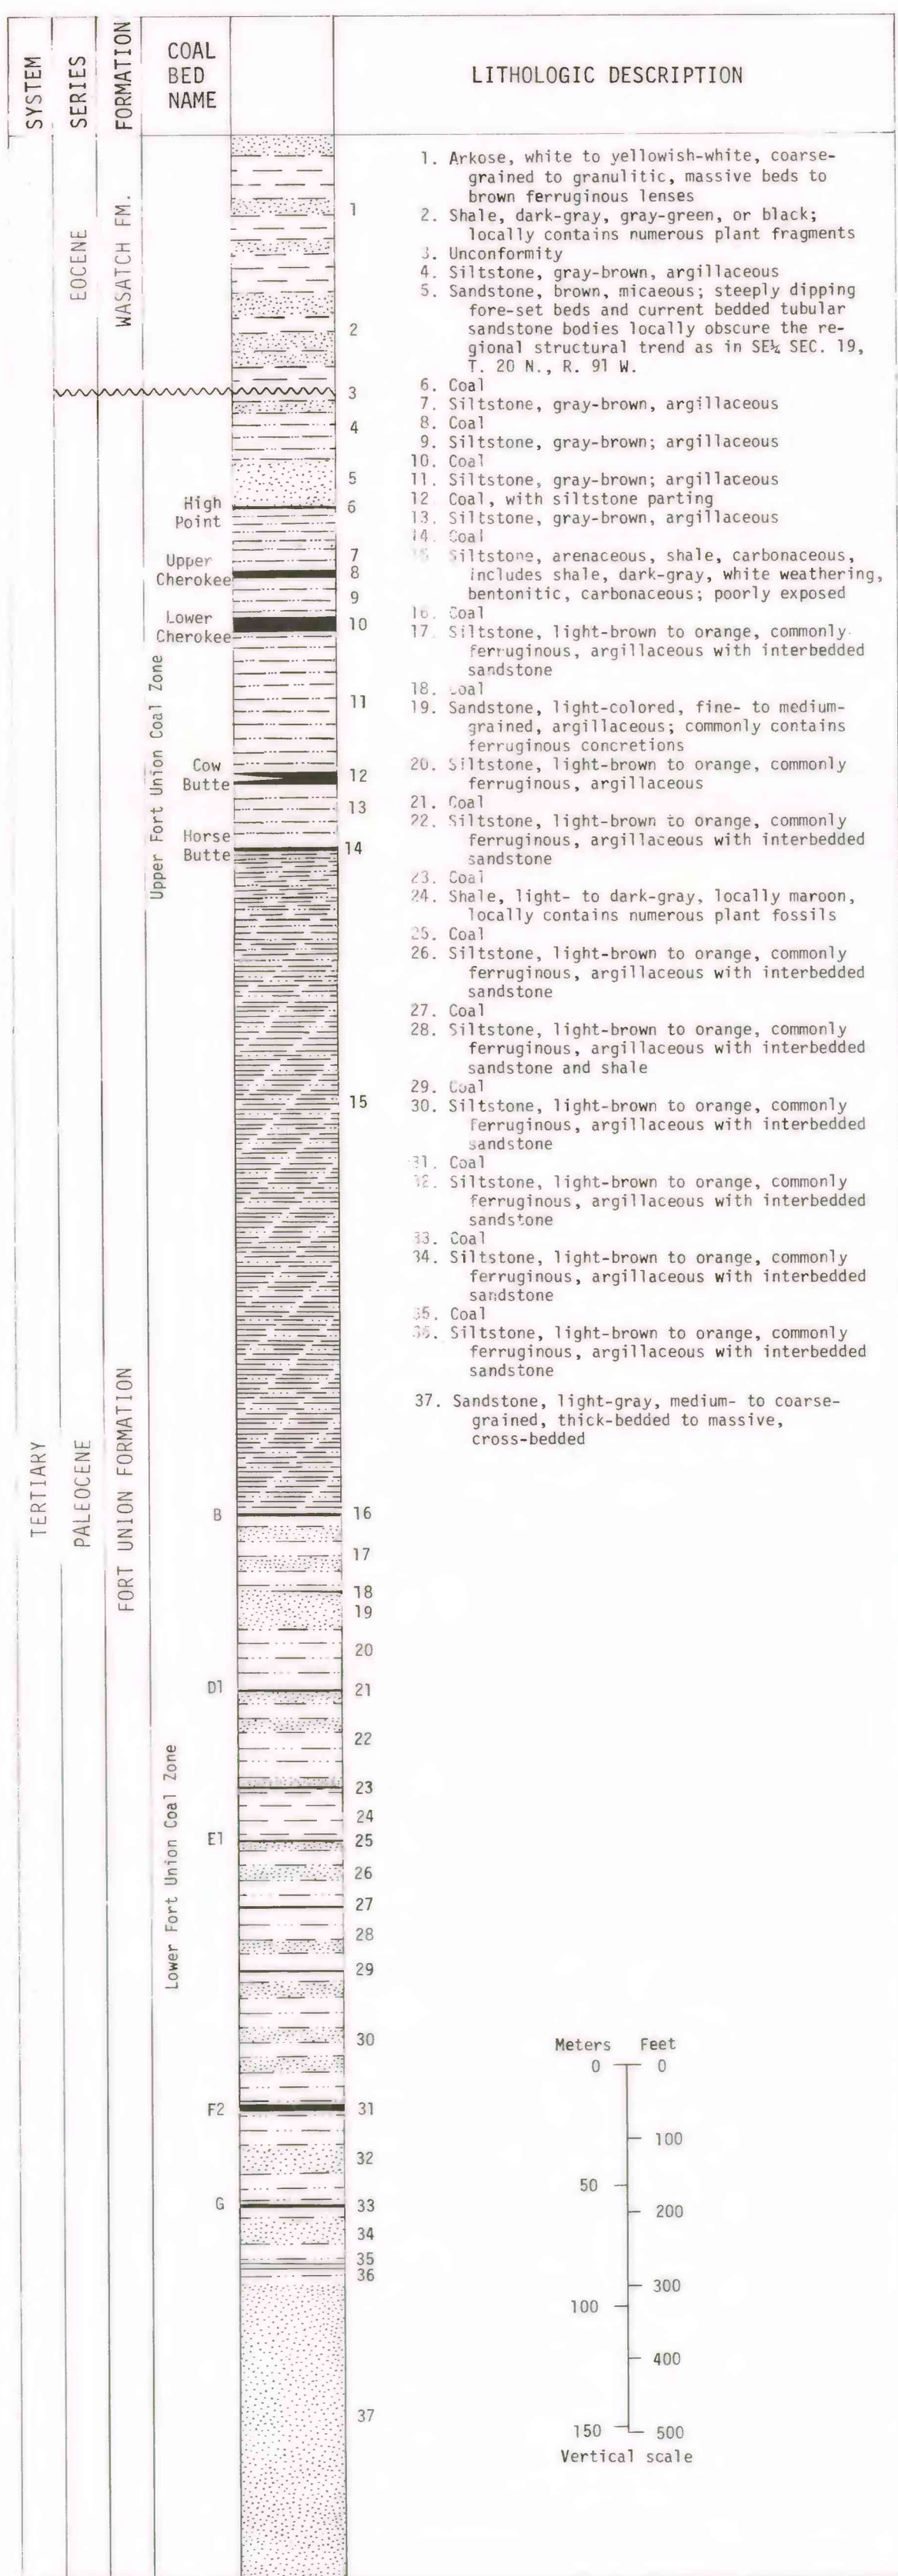 SYSTEM
SERIES
FORMATION
COAL
BED
NAME
LITHOLOGIC DESCRIPTION
EOCENE
WASATCH FM.
TERTIARY
PALEOCENE
FORT UNION FORMATION
Upper Fort Union Coal Zone
Lower Fort Union Coal Zone
High
Point
Upper
Cherokee
Lower
Cherokee
Cow
Butte
Horse
Butte
B
D1
E1
F2
G
1
2
3
4
5
6
7
8
9
10
11
12
13
14
15
16
17
18
19
20
21
22
23
24
25
26
27
28
29
30
31
32
33
34
35
36
37
1. Arkose, white to yellowish-white, coarse-
grained to granulitic, massive beds to
brown ferruginous lenses
2. Shale, dark-gray, gray-green, or black;
locally contains numerous plant fragments
3. Unconformity
4. Siltstone, gray-brown, argillaceous
5. Sandstone, brown, micaeous; steeply dipping
fore-set beds and current bedded tubular
sandstone bodies locally obscure the re-
gional structural trend as in SE¼ SEC. 19,
T. 20 N., R. 91 W.
6. Coal
7. Siltstone, gray-brown, argillaceous
8. Coal
9. Siltstone, gray-brown; argillaceous
10. Coal
11. Siltstone, gray-brown; argillaceous
12 Coal, with siltstone parting
13. Siltstone, gray-brown, argillaceous
14. Coal
15 Siltstone, arenaceous, shale, carbonaceous,
includes shale, dark-gray, white weathering,
bentonitic, carbonaceous; poorly exposed
16. Coal
17. Siltstone, light-brown to orange, commonly
ferruginous, argillaceous with interbedded
sandstone
18. Coal
19. Sandstone, light-colored, fine- to medium-
grained, argillaceous; commonly contains
ferruginous concretions
20. Siltstone, light-brown to orange, commonly
ferruginous, argillaceous
21. Coal
22. Siltstone, light-brown to orange, commonly
ferruginous, argillaceous with interbedded
sandstone
23. Coal
24. Shale, light- to dark-gray, locally maroon,
locally contains numerous plant fossils
25. Coal
26. Siltstone, light-brown to orange, commonly
ferruginous, argillaceous with interbedded
sandstone
27. Coal
28. Siltstone, light-brown to orange, commonly
ferruginous, argillaceous with interbedded
sandstone and shale
29. Coal
30. Siltstone, light-brown to orange, commonly
ferruginous, argillaceous with interbedded
sandstone
31. Coal
32. Siltstone, light-brown to orange, commonly
ferruginous, argillaceous with interbedded
sandstone
33. Coal
34. Siltstone, light-brown to orange, commonly
ferruginous, argillaceous with interbedded
sandstone
35. Coal
36. Siltstone, light-brown to orange, commonly
ferruginous, argillaceous with interbedded
sandstone
37. Sandstone, light-gray, medium- to coarse-
grained, thick-bedded to massive,
cross-bedded
Meters Feet
0 0
100
50
200
300
100
400
150 500
Vertical scale